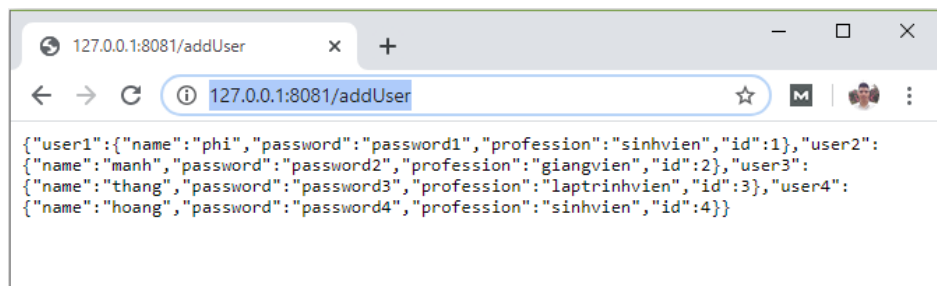 127.0.0.1:8081/addUser
127.0.0.1:8081/addUser
M
{"user1":{"name":"phi","password":"password1","profession":"sinhvien","id":1},"user2":
{"name":"manh","password":"password2","profession":"giangvien","id":2},"user3":
{"name":"thang","password":"password3","profession":"laptrinhvien","id":3},"user4":
{"name":"hoang","password":"password4","profession":"sinhvien","id":4}}